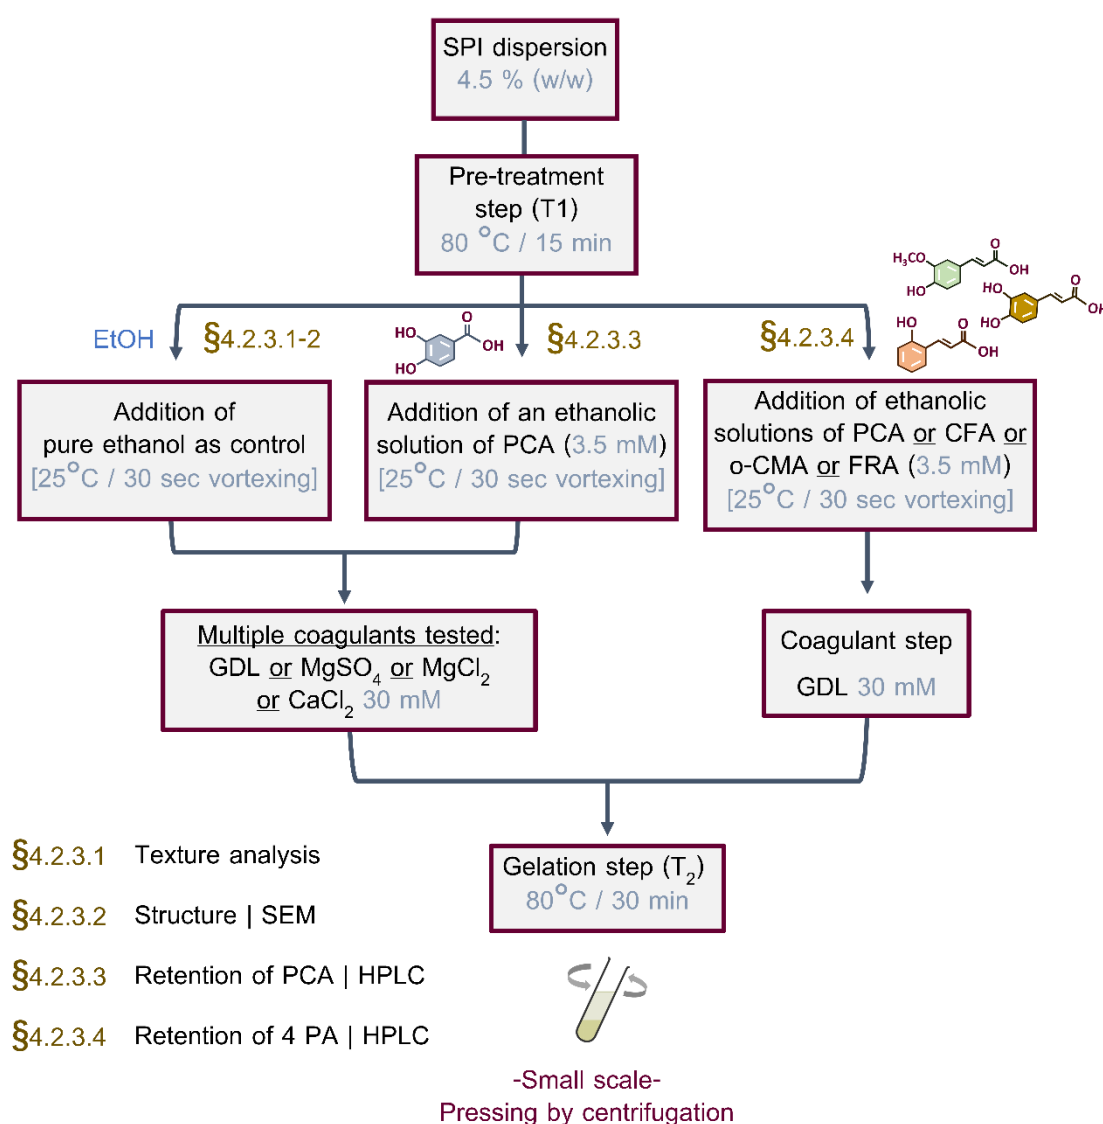 SPI dispersion
4.5 % (w/w)
Pre-treatment
step (T1)
80 °C / 15 min
EtOH
§4.2.3.1-2
HO
HO
O
OH
§4.2.3.3
§4.2.3.4
H₃CO
HO
O
OH
HO
HO
O
OH
HO
O
OH
Addition of
pure ethanol as control
[25°C / 30 sec vortexing]
Addition of an ethanolic
solution of PCA (3.5 mM)
[25°C / 30 sec vortexing]
Addition of ethanolic
solutions of PCA or CFA or
o-CMA or FRA (3.5 mM)
[25°C / 30 sec vortexing]
Multiple coagulants tested:
GDL or MgSO₄ or MgCl₂
or CaCl₂ 30 mM
Coagulant step
GDL 30 mM
Gelation step (T₂)
80°C / 30 min
§4.2.3.1 Texture analysis
§4.2.3.2 Structure | SEM
§4.2.3.3 Retention of PCA | HPLC
§4.2.3.4 Retention of 4 PA | HPLC
-Small scale-
Pressing by centrifugation